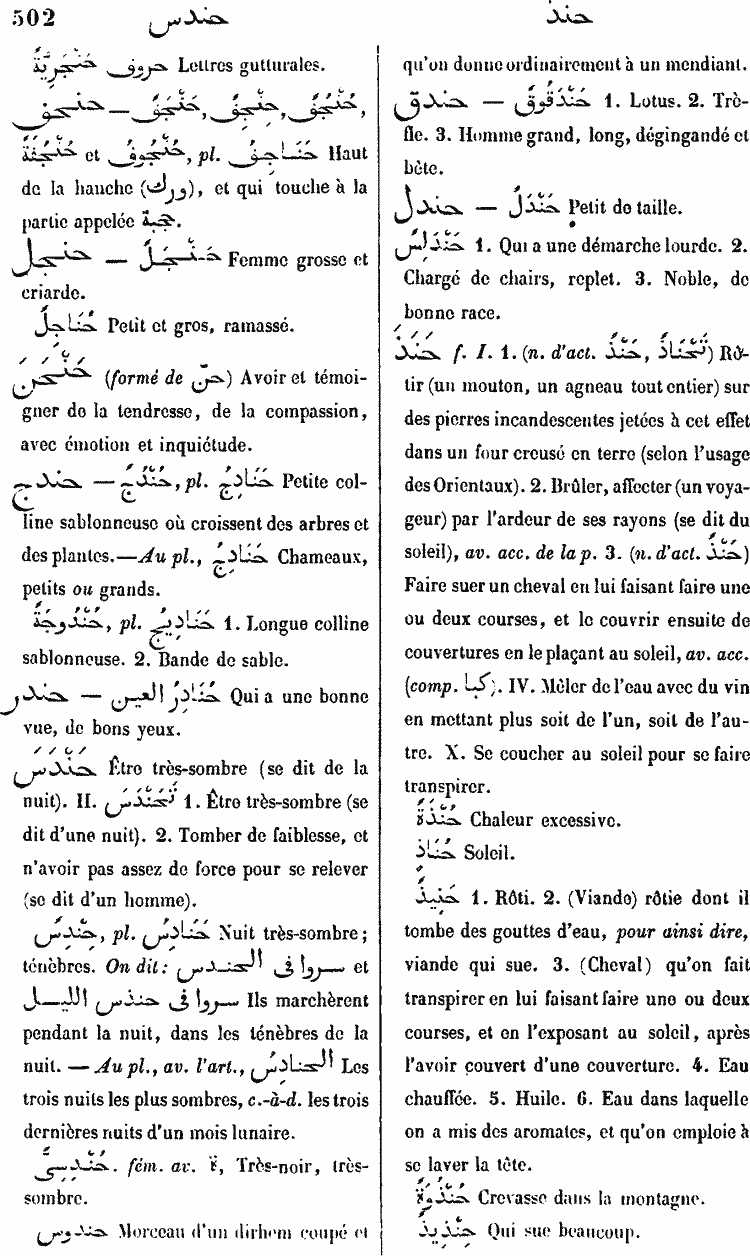 502 حندس حنذ
حُنْجُرِيَّةٌ حروف Lettres gutturales.
حنجف — حَنْجَفٌ, حِنْجِفٌ, حُنْجُفٌ,
حُنْجُفَةٌ et حُنْجُوفٌ, pl. حَنَاجِفُ Haut
de la hanche (ورك), et qui touche à la
partie appelée حجبة.
حنجل — حَنْجَلٌ Femme grosse et
criarde.
حُنَاجِلٌ Petit et gros, ramassé.
(formé de حنّ) Avoir et témoi-
gner de la tendresse, de la compassion,
avec émotion et inquiétude.
حندج — حُنْدُجٌ, pl. حَنَادِجُ Petite col-
line sablonneuse où croissent des arbres et
des plantes.—Au pl., حَنَادِجُ Chameaux,
petits ou grands.
حُنْدُوجَةٌ, pl. حَنَادِيجُ 1. Longue colline
sablonneuse. 2. Bande de sable.
حندر — حُنَادِرُ العين Qui a une bonne
vue, de bons yeux.
حَنْدَسَ Être très-sombre (se dit de la
nuit). II. تَحَنْدَسَ 1. Être très-sombre (se
dit d'une nuit). 2. Tomber de faiblesse, et
n'avoir pas assez de force pour se relever
(se dit d'un homme).
حِنْدِسٌ, pl. حَنَادِسُ Nuit très-sombre;
ténèbres. On dit: سروا فى الحندس et
سروا فى حندس الليل Ils marchèrent
pendant la nuit, dans les ténèbres de la
nuit. — Au pl., av. l'art., الحنادسُ Les
trois nuits les plus sombres, c.-à-d. les trois
dernières nuits d'un mois lunaire.
حُنْدِسِىٌّ. fém. av. ةٌ, Très-noir, très-
sombre.
حندوس Morceau d'un dirhem coupé et
qu'on donne ordinairement à un mendiant.
حندق — حَنْدَقُوقٌ 1. Lotus. 2. Trè-
fle. 3. Homme grand, long, dégingandé et
bête.
حندل — حَنْدَلٌ Petit de taille.
حَنْدَلِسٌ 1. Qui a une démarche lourde. 2.
Chargé de chairs, replet. 3. Noble, de
bonne race.
حَنَذَ f. I. 1. (n. d'act. حَنْذٌ, تَحْنَاذٌ) Rô-
tir (un mouton, un agneau tout entier) sur
des pierres incandescentes jetées à cet effet
dans un four creusé en terre (selon l'usage
des Orientaux). 2. Brûler, affecter (un voya-
geur) par l'ardeur de ses rayons (se dit du
soleil), av. acc. de la p. 3. (n. d'act. حَنْذٌ)
Faire suer un cheval en lui faisant faire une
ou deux courses, et le couvrir ensuite de
couvertures en le plaçant au soleil, av. acc.
(comp. كبا). IV. Mêler de l'eau avec du vin
en mettant plus soit de l'un, soit de l'au-
tre. X. Se coucher au soleil pour se faire
transpirer.
حُنْذَةٌ Chaleur excessive.
حَنَاذِ Soleil.
حَنِيذٌ 1. Rôti. 2. (Viande) rôtie dont il
tombe des gouttes d'eau, pour ainsi dire,
viande qui sue. 3. (Cheval) qu'on fait
transpirer en lui faisant faire une ou deux
courses, et en l'exposant au soleil, après
l'avoir couvert d'une couverture. 4. Eau
chauffée. 5. Huile. 6. Eau dans laquelle
on a mis des aromates, et qu'on emploie à
se laver la tête.
حُنْذُوَةٌ Crevasse dans la montagne.
حِنْذِيذٌ Qui sue beaucoup.